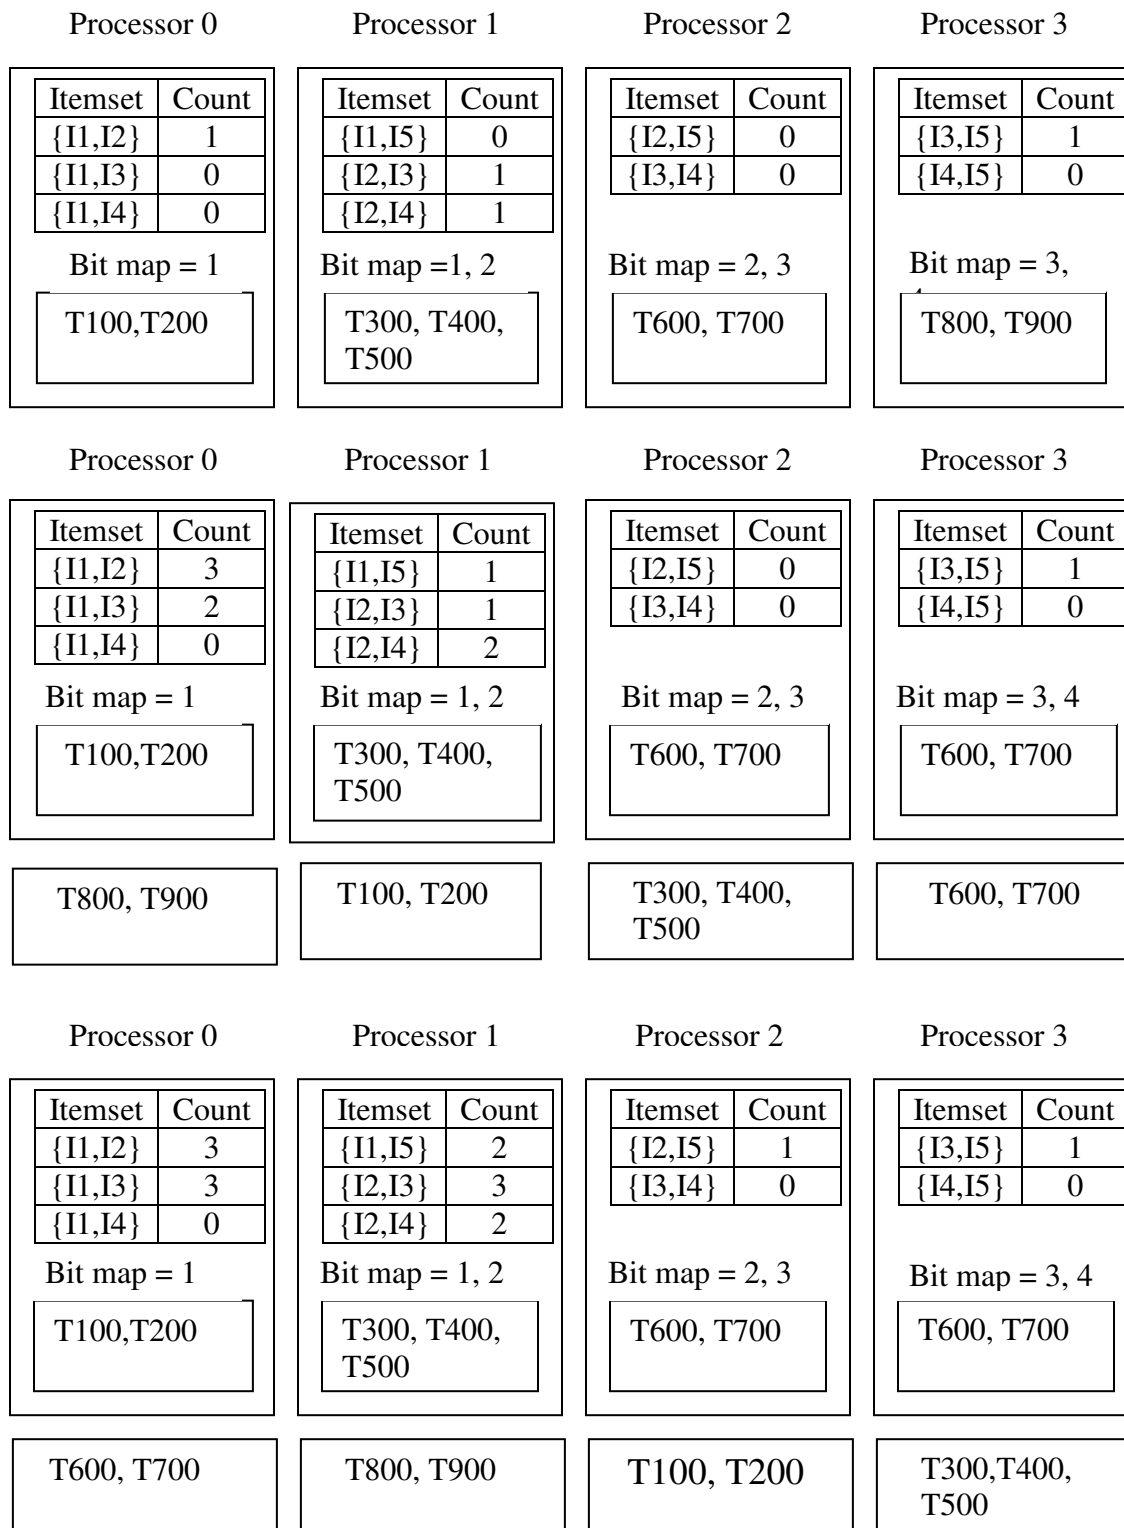 Processor 0 Processor 1 Processor 2 Processor 3
Itemset Count Itemset Count Itemset Count Itemset Count
{I1,I2} 1 {I1,I5} 0 {I2,I5} 0 {I3,I5} 1
{I1,I3} 0 {I2,I3} 1 {I3,I4} 0 {I4,I5} 0
{I1,I4} 0 {I2,I4} 1
Bit map = 1 Bit map =1, 2 Bit map = 2, 3 Bit map = 3,
T100,T200 T300, T400, T600, T700 T800, T900
T500
Processor 0 Processor 1 Processor 2 Processor 3
Itemset Count Itemset Count Itemset Count Itemset Count
{I1,I2} 3 {I1,I5} 1 {I2,I5} 0 {I3,I5} 1
{I1,I3} 2 {I2,I3} 1 {I3,I4} 0 {I4,I5} 0
{I1,I4} 0 {I2,I4} 2
Bit map = 1 Bit map = 1, 2 Bit map = 2, 3 Bit map = 3, 4
T100,T200 T300, T400, T600, T700 T600, T700
T500
T800, T900 T100, T200 T300, T400, T600, T700
T500
Processor 0 Processor 1 Processor 2 Processor 3
Itemset Count Itemset Count Itemset Count Itemset Count
{I1,I2} 3 {I1,I5} 2 {I2,I5} 1 {I3,I5} 1
{I1,I3} 3 {I2,I3} 3 {I3,I4} 0 {I4,I5} 0
{I1,I4} 0 {I2,I4} 2
Bit map = 1 Bit map = 1, 2 Bit map = 2, 3 Bit map = 3, 4
T100,T200 T300, T400, T600, T700 T600, T700
T500
T600, T700 T800, T900 T100, T200 T300,T400,
T500